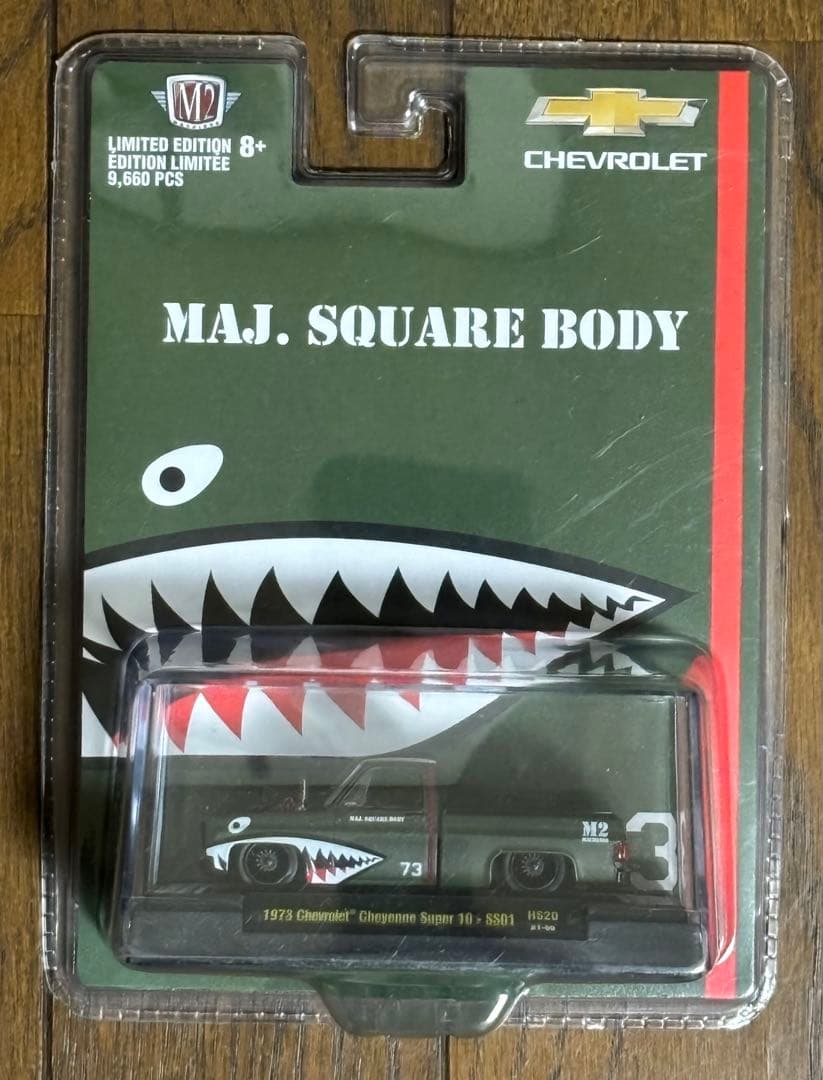 M2
LIMITED EDITION 8+
ÉDITION LIMITÉE
9,660 PCS
CHEVROLET
MAJ. SQUARE BODY
MAJ. SQUARE BODY
73
M2
MACHINES
3
1973 Chevrolet® Cheyenne Super 10 - SS01
HS20